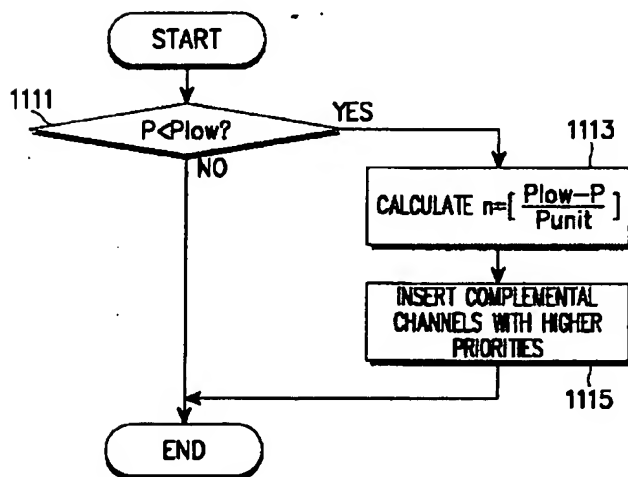 START
1111
P<Plow?
YES
NO
1113
CALCULATE n=[ Plow-P / Punit ]
INSERT COMPLEMENTAL
CHANNELS WITH HIGHER
PRIORITIES
1115
END